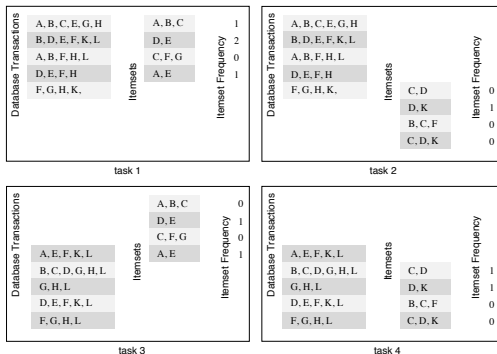 Database Transactions
A, B, C, E, G, H
B, D, E, F, K, L
A, B, F, H, L
D, E, F, H
F, G, H, K,
Itemsets
A, B, C
D, E
C, F, G
A, E
Itemset Frequency
1
2
0
1
task 1
Database Transactions
A, B, C, E, G, H
B, D, E, F, K, L
A, B, F, H, L
D, E, F, H
F, G, H, K,
Itemsets
C, D
D, K
B, C, F
C, D, K
Itemset Frequency
0
1
0
0
task 2
Database Transactions
A, E, F, K, L
B, C, D, G, H, L
G, H, L
D, E, F, K, L
F, G, H, L
Itemsets
A, B, C
D, E
C, F, G
A, E
Itemset Frequency
0
1
0
1
task 3
Database Transactions
A, E, F, K, L
B, C, D, G, H, L
G, H, L
D, E, F, K, L
F, G, H, L
Itemsets
C, D
D, K
B, C, F
C, D, K
Itemset Frequency
1
1
0
0
task 4